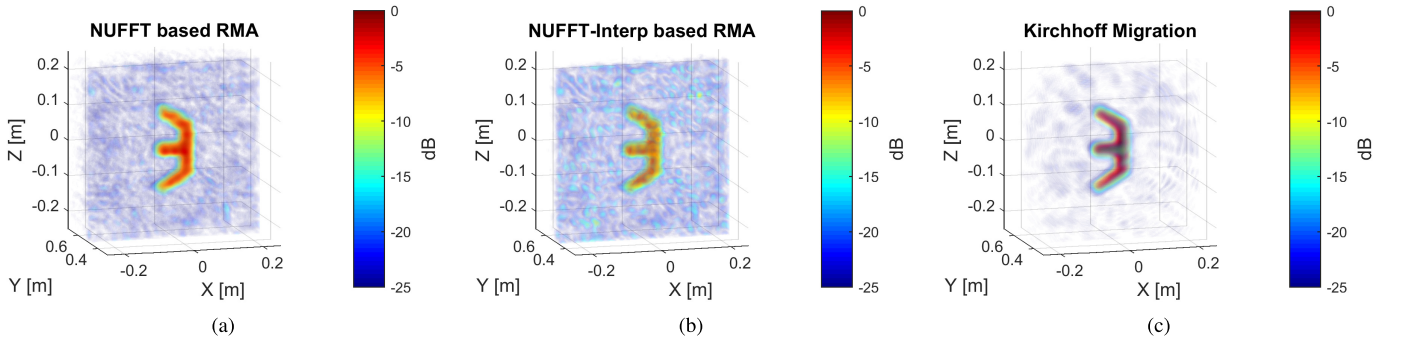 NUFFT based RMA
0.2
0.1
0
-0.1
-0.2
Z [m]
0.6
0.4
Y [m]
-0.2
0
0.2
X [m]
0
-5
-10
-15
-20
-25
dB
(a)
NUFFT-Interp based RMA
0.2
0.1
0
-0.1
-0.2
Z [m]
0.6
0.4
Y [m]
-0.2
0
0.2
X [m]
0
-5
-10
-15
-20
-25
dB
(b)
Kirchhoff Migration
0.2
0.1
0
-0.1
-0.2
Z [m]
0.6
0.4
Y [m]
-0.2
0
0.2
X [m]
0
-5
-10
-15
-20
-25
dB
(c)